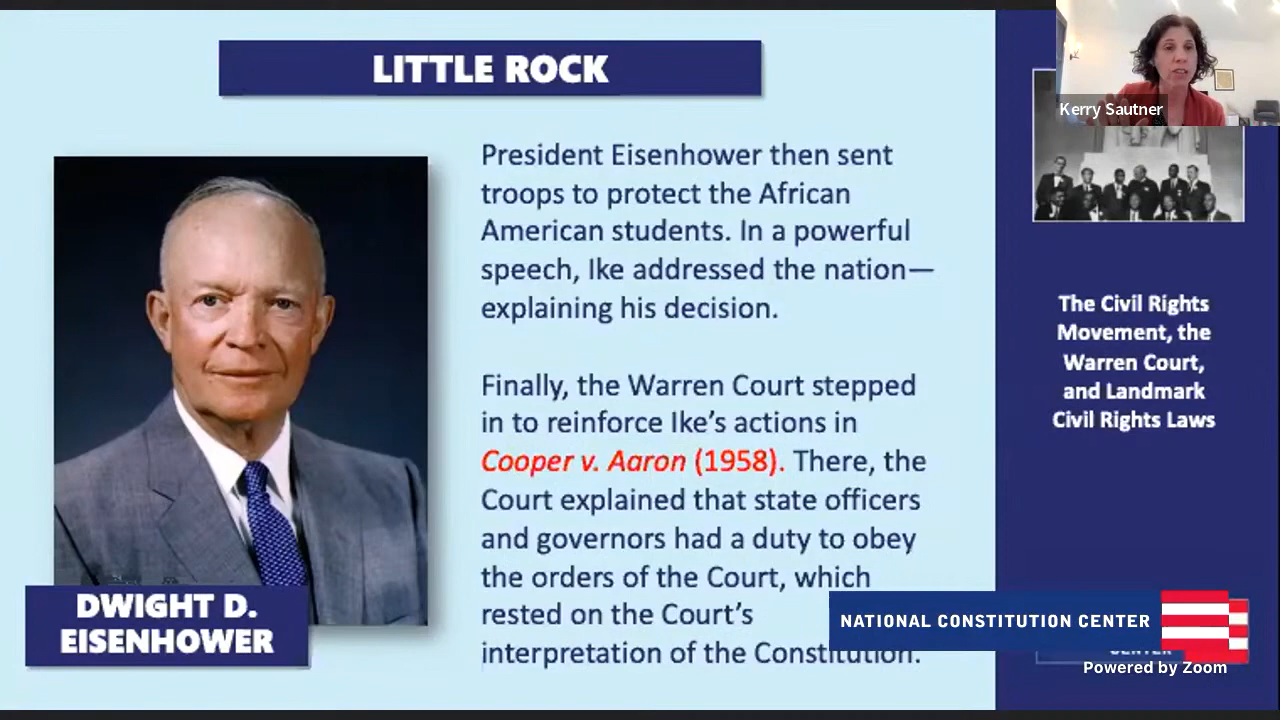 LITTLE ROCK
President Eisenhower then sent
troops to protect the African
American students. In a powerful
speech, Ike addressed the nation—
explaining his decision.
Finally, the Warren Court stepped
in to reinforce Ike's actions in
Cooper v. Aaron (1958). There, the
Court explained that state officers
and governors had a duty to obey
the orders of the Court, which
rested on the Court's
interpretation of the Constitution.
DWIGHT D.
EISENHOWER
Kerry Sautner
The Civil Rights
Movement, the
Warren Court,
and Landmark
Civil Rights Laws
NATIONAL CONSTITUTION CENTER
CENTER
Powered by Zoom